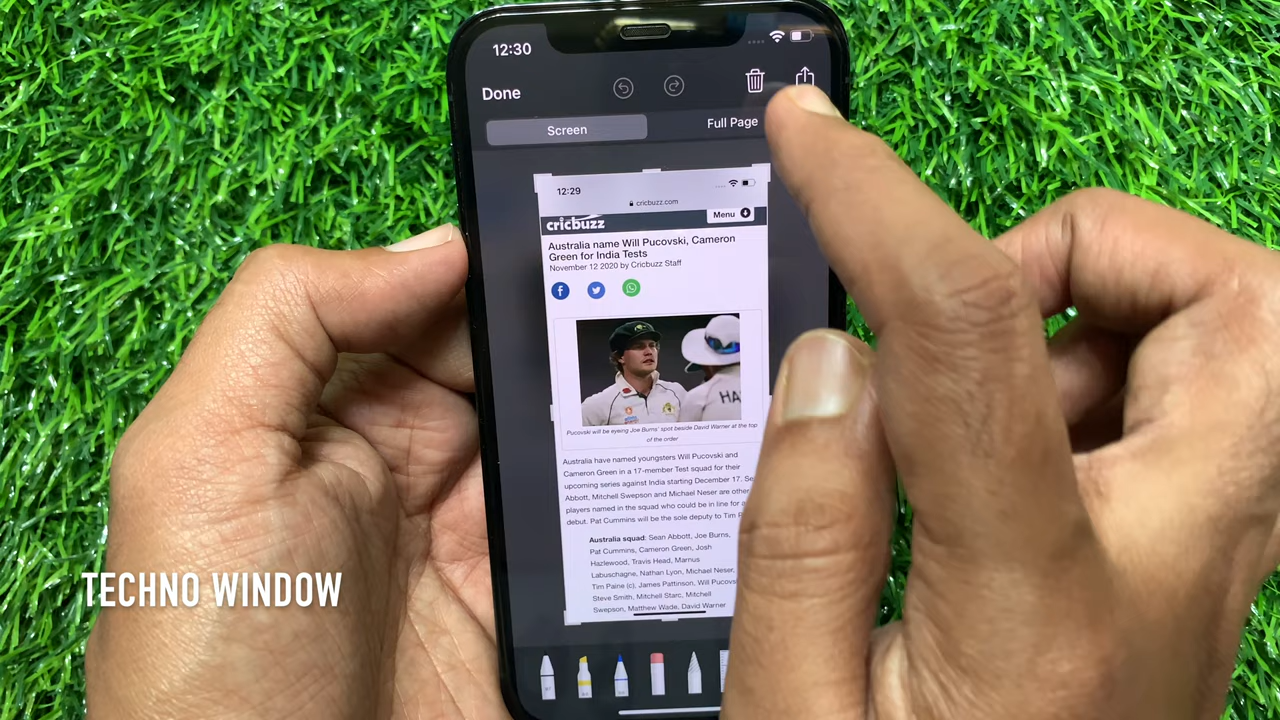 12:30
Done
Screen
Full Page
12:29
cricbuzz.com
cricbuzz
Menu
Australia name Will Pucovski, Cameron
Green for India Tests
November 12 2020 by Cricbuzz Staff
HA
Pucovski will be eyeing Joe Burns' spot beside David Warner at the top
of the order
Australia have named youngsters Will Pucovski and
Cameron Green in a 17-member Test squad for their
upcoming series against India starting December 17. Se
Abbott, Mitchell Swepson and Michael Neser are other
players named in the squad who could be in line for a
debut. Pat Cummins will be the sole deputy to Tim P
Australia squad: Sean Abbott, Joe Burns,
Pat Cummins, Cameron Green, Josh
Hazlewood, Travis Head, Marnus
Labuschagne, Nathan Lyon, Michael Neser,
Tim Paine (c), James Pattinson, Will Pucovs
Steve Smith, Mitchell Starc, Mitchell
Swepson, Matthew Wade, David Warner
TECHNO WINDOW